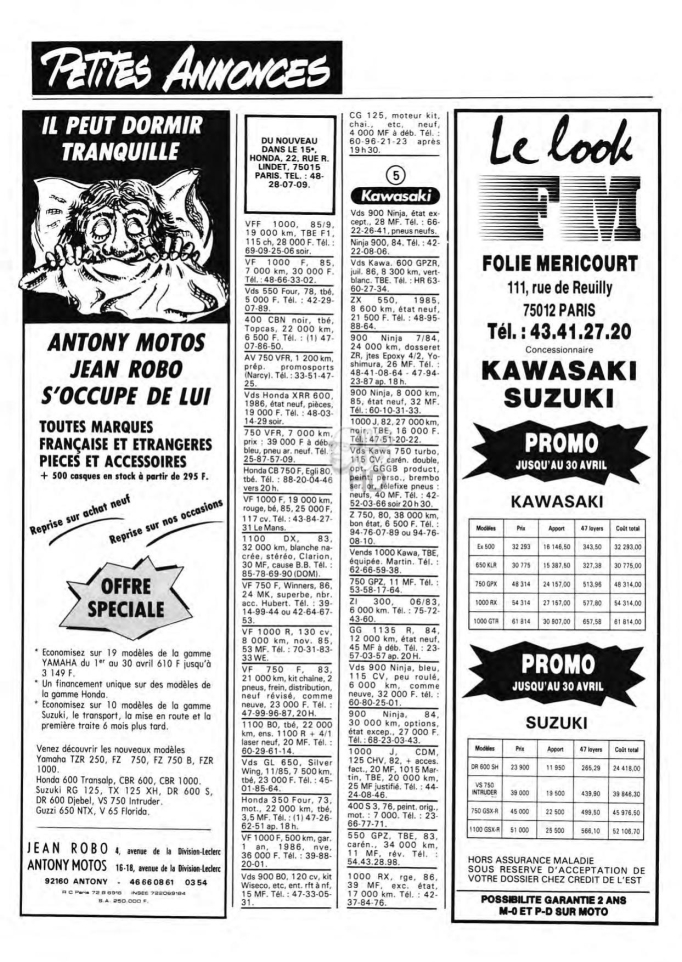 PETITES ANNONCES
IL PEUT DORMIR
TRANQUILLE
ANTONY MOTOS
JEAN ROBO
S'OCCUPE DE LUI
TOUTES MARQUES
FRANÇAISE ET ETRANGERES
PIECES ET ACCESSOIRES
+ 500 casques en stock à partir de 295 F.
Reprise sur achat neuf
Reprise sur nos occasions
OFFRE
SPECIALE
* Economisez sur 19 modèles de la gamme
YAMAHA du 1er au 30 avril 610 F jusqu'à
3 149 F.
* Un financement unique sur des modèles de
la gamme Honda.
* Economisez sur 10 modèles de la gamme
Suzuki, le transport, la mise en route et la
première traite 6 mois plus tard.
Venez découvrir les nouveaux modèles
Yamaha TZR 250, FZ 750, FZ 750 B, FZR
1000.
Honda 600 Transalp, CBR 600, CBR 1000.
Suzuki RG 125, TX 125 XH, DR 600 S,
DR 600 Djebel, VS 750 Intruder.
Guzzi 650 NTX, V 65 Florida.
JEAN ROBO 4, avenue de la Division-Leclerc
ANTONY MOTOS 16-18, avenue de la Division-Leclerc
92160 ANTONY - 46 66 08 61 03 54
S.A. 250.000 F.
DU NOUVEAU
DANS LE 15e,
HONDA, 22, RUE R.
LINDET, 75015
PARIS. TEL. : 48-
28-07-09.
VFF 1000, 85/9,
19 000 km, TBE F1,
115 ch, 28 000 F. Tél. :
69-09-25-06 soir.
VF 1000 F, 85,
7 000 km, 30 000 F.
Tél. : 48-66-33-02.
Vds 550 Four, 78, tbé,
5 000 F. Tél. : 42-29-
07-89.
400 CBN noir, tbé,
Topcas, 22 000 km,
6 500 F. Tél. : (1) 47-
07-86-50.
AV 750 VFR, 1 200 km,
prép. promosports
(Narcy). Tél. : 33-51-47-
25.
Vds Honda XRR 600,
1986, état neuf, pièces,
19 000 F. Tél. : 48-03-
14-29 soir.
750 VFR, 7 000 km,
prix : 39 000 F à déb.
bleu, pneu ar. neuf. Tél.
: 25-87-57-09.
Honda CB 750 F, Egli 80,
tbé. Tél. : 88-20-04-46
vers 20 h.
VF 1000 F, 19 000 km,
rouge, bé, 85, 25 000 F,
117 cv. Tél. : 43-84-27-
31 Le Mans.
1100 DX, 83,
32 000 km, blanche na-
crée, stéréo, Clarion,
30 MF, cause B.B. Tél. :
85-78-69-90 (DOM).
VF 750 F, Winners, 86,
24 MK, superbe, nbr.
acc. Hubert. Tél. : 39-
14-99-44 ou 42-64-67-
53.
VF 1000 R, 130 cv,
8 000 km, nov. 85,
53 MF. Tél. : 70-31-83-
33 WE.
VF 750 F, 83,
21 000 km, kit chaîne, 2
pneus, frein, distribution,
neuf révisé, comme
neuve, 23 000 F. Tél. :
47-99-96-87, 20 H.
1100 B0, tbé, 22 000
km, ens. 1100 R + 4/1
laser neuf, 20 MF. Tél. :
60-29-61-14.
Vds GL 650, Silver
Wing, 11/85, 7 500 km,
tbé, 23 000 F. Tél. : 45-
01-85-64.
Honda 350 Four, 73,
mot., 22 000 km, tbé,
3,5 MF. Tél. : (1) 47-26-
62-51 ap. 18 h.
VF 1000 F, 500 km, gar.
1 an, 1986, nve,
36 000 F. Tél. : 39-88-
20-01.
Vds 900 B0, 120 cv, kit
Wiseco, etc, ent. rft à nf,
15 MF. Tél. : 47-33-05-
31.
CG 125, moteur kit,
chai., etc, neuf,
4 000 MF à déb. Tél. :
60-96-21-23 après
19 h 30.
5
Kawasaki
Vds 900 Ninja, état ex-
cept., 28 MF. Tél. : 66-
22-26-41, pneus neufs.
Ninja 900, 84. Tél. : 42-
22-08-06.
Vds Kawa. 600 GPZR,
juil. 86, 8 300 km, vert-
blanc. TBE. Tél. : HR 63-
60-27-34.
ZX 550, 1985,
8 600 km, état neuf,
21 500 F. Tél. : 48-95-
88-64.
900 Ninja 7/84,
24 000 km, dosseret
ZR, jtes Epoxy 4/2, Yo-
shimura, 26 MF. Tél. :
48-41-08-64 - 47-94-
23-87 ap. 18 h.
900 Ninja, 8 000 km,
85, état neuf, 32 MF.
Tél. : 60-10-31-33.
1000 J, 82, 27 000 km,
noir, TBE, 16 000 F.
Tél. : 47-51-20-22.
Vds Kawa 750 turbo,
115 CV, carén. double,
opt. GGGB product,
peint. perso., brembo
or, Télefixe pneus :
neufs, 40 MF. Tél. : 42-
52-03-66 soir 20 h 30.
Z 750, 80, 38 000 km,
bon état, 6 500 F. Tél. :
94-76-07-89 ou 94-76-
08-10.
Vends 1000 Kawa, TBE,
équipée. Martin. Tél. :
62-66-59-38.
750 GPZ, 11 MF. Tél. :
53-58-17-64.
ZI 300, 06/83,
6 000 km. Tél. : 75-72-
43-60.
GG 1135 R, 84,
12 000 km, état neuf,
45 MF à déb. Tél. : 23-
57-03-57 ap. 20 H.
Vds 900 Ninja, bleu,
115 CV, peu roulé,
6 000 km, comme
neuve, 32 000 F. tél. :
60-80-25-01.
900 Ninja, 84,
30 000 km, options,
état excep., 27 000 F.
Tél. : 68-23-03-43.
1000 J, CDM,
125 CHV, 82, + acces.
fact., 20 MF, 1015 Mar-
tin, TBE, 20 000 km,
25 MF justifié. Tél. : 44-
24-08-46.
400 S 3, 76, peint. orig.,
mot. : 7 000. Tél. : 23-
66-77-71.
550 GPZ, TBE, 83,
carén., 34 000 km,
11 MF, rév. Tél. :
54.43.28.98.
1000 RX, rge, 86,
39 MF, exc. état,
17 000 km. Tél. : 42-
37-84-76.
Le look
FM
FOLIE MERICOURT
111, rue de Reuilly
75012 PARIS
Tél. : 43.41.27.20
Concessionnaire
KAWASAKI
SUZUKI
PROMO
JUSQU'AU 30 AVRIL
KAWASAKI
Modèles Prix Apport 47 loyers Coût total
Ex 500 32 293 16 146,50 343,50 32 293,00
650 KLR 30 775 15 387,50 327,38 30 775,00
750 GPX 48 314 24 157,00 513,96 48 314,00
1000 RX 54 314 27 157,00 577,80 54 314,00
1000 GTR 61 814 30 907,00 657,58 61 814,00
PROMO
JUSQU'AU 30 AVRIL
SUZUKI
Modèles Prix Apport 47 loyers Coût total
DR 600 SH 23 900 11 950 265,29 24 418,00
VS 750
INTRUDER 39 000 19 500 439,90 39 846,30
750 GSX-R 45 000 22 500 499,50 45 976,50
1100 GSX-R 51 000 25 500 566,10 52 106,70
HORS ASSURANCE MALADIE
SOUS RESERVE D'ACCEPTATION DE
VOTRE DOSSIER CHEZ CREDIT DE L'EST
POSSIBILITE GARANTIE 2 ANS
M-O ET P-D SUR MOTO